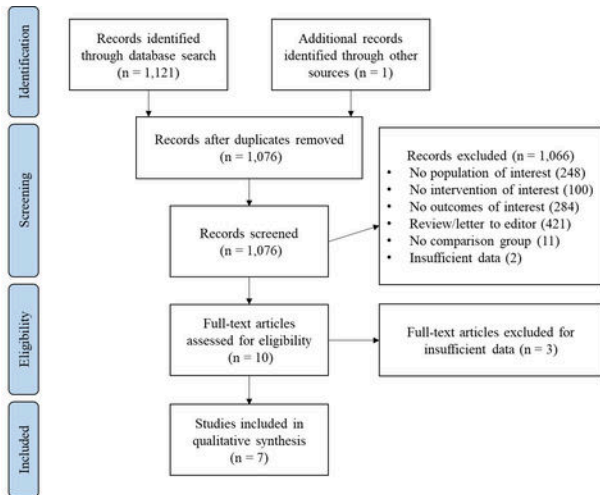 Identification
Records identified
through database search
(n = 1,121)
Additional records
identified through other
sources (n = 1)
Screening
Records after duplicates removed
(n = 1,076)
Records screened
(n = 1,076)
Records excluded (n = 1,066)
• No population of interest (248)
• No intervention of interest (100)
• No outcomes of interest (284)
• Review/letter to editor (421)
• No comparison group (11)
• Insufficient data (2)
Eligibility
Full-text articles
assessed for eligibility
(n = 10)
Full-text articles excluded for
insufficient data (n = 3)
Included
Studies included in
qualitative synthesis
(n = 7)